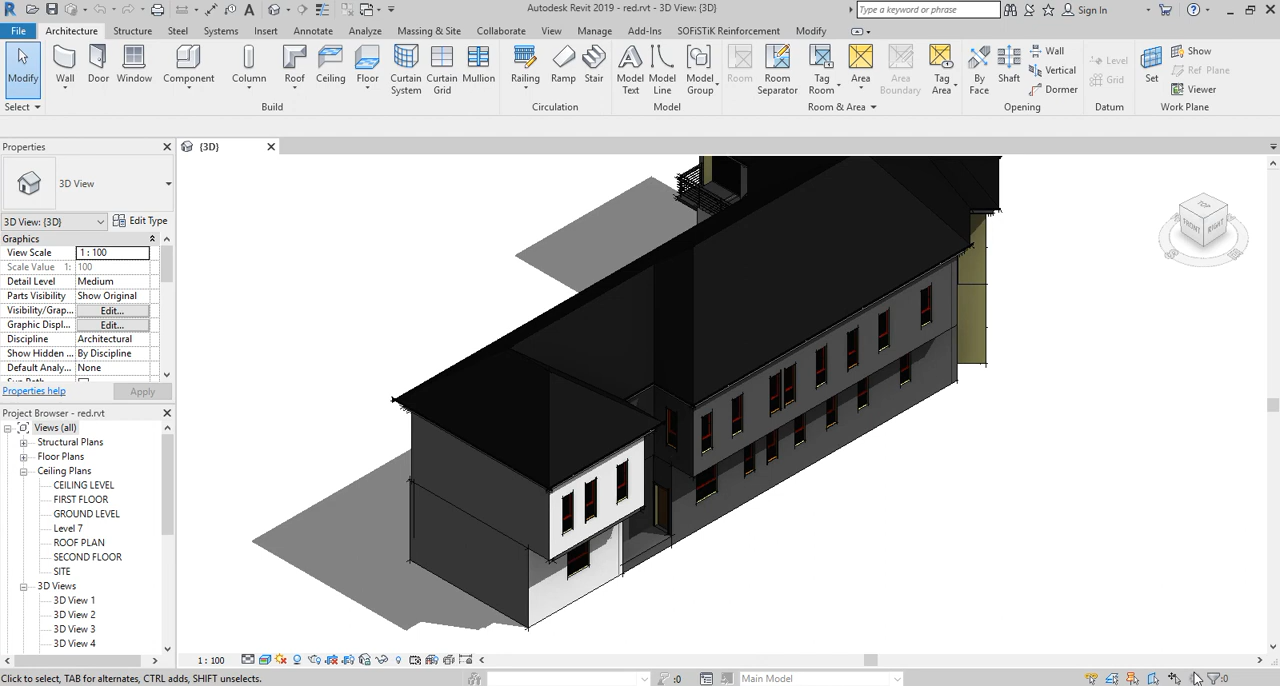 Autodesk Revit 2019 - red.rvt - 3D View: {3D}
Type a keyword or phrase
Sign In
File Architecture Structure Steel Systems Insert Annotate Analyze Massing & Site Collaborate View Manage Add-Ins SOFiSTiK Reinforcement Modify
Modify
Wall
Door
Window
Component
Column
Roof
Ceiling
Floor
Curtain System
Curtain Grid
Mullion
Railing
Ramp
Stair
Model Text
Model Line
Model Group
Room
Room Separator
Tag Room
Area
Area Boundary
Tag Area
By Face
Shaft
Wall
Vertical
Dormer
Level
Grid
Set
Show
Ref Plane
Viewer
Select
Build
Circulation
Model
Room & Area
Opening
Datum
Work Plane
Properties
{3D}
3D View
3D View: {3D}
Edit Type
Graphics
View Scale 1 : 100
Scale Value 1: 100
Detail Level Medium
Parts Visibility Show Original
Visibility/Grap... Edit...
Graphic Displ... Edit...
Discipline Architectural
Show Hidden ... By Discipline
Default Analy... None
Properties help
Apply
Project Browser - red.rvt
Views (all)
Structural Plans
Floor Plans
Ceiling Plans
CEILING LEVEL
FIRST FLOOR
GROUND LEVEL
Level 7
ROOF PLAN
SECOND FLOOR
SITE
3D Views
3D View 1
3D View 2
3D View 3
3D View 4
TOP
FRONT
RIGHT
1 : 100
Click to select, TAB for alternates, CTRL adds, SHIFT unselects.
:0
Main Model
:0